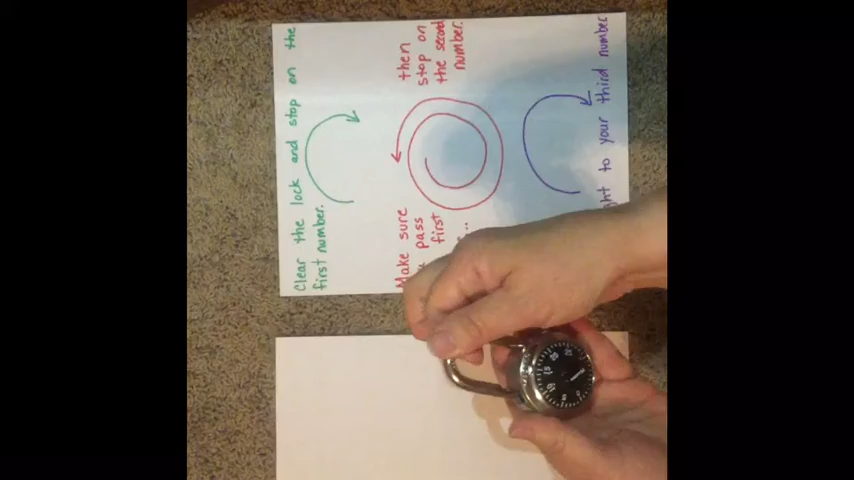 Clear the lock and stop on the
first number.
Make sure
pass
first
then
stop on
the second
number.
to your third number